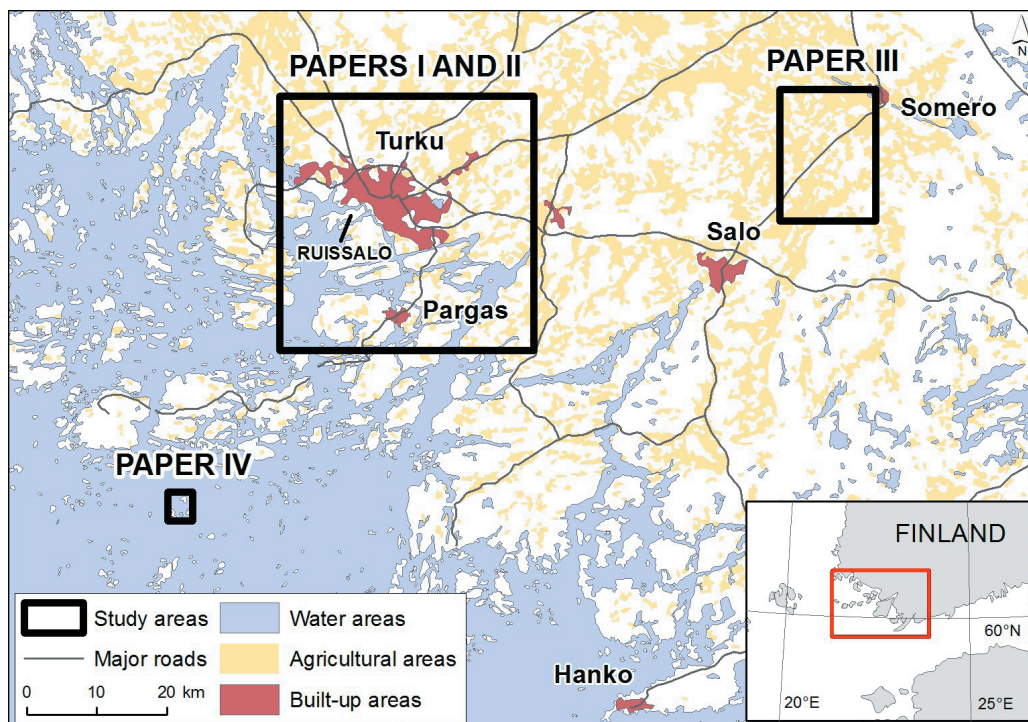 N
PAPERS I AND II
PAPER III
Somero
Turku
RUISSALO
Salo
Pargas
PAPER IV
FINLAND
60°N
20°E
25°E
Hanko
Study areas
Water areas
Major roads
Agricultural areas
0 10 20 km
Built-up areas